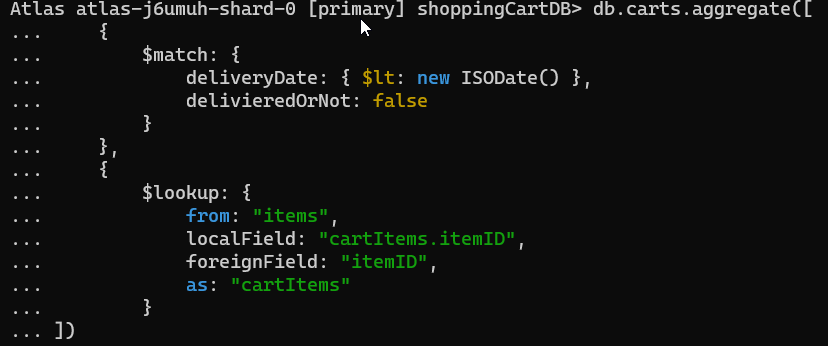 Atlas atlas-j6umuh-shard-0 [primary] shoppingCartDB> db.carts.aggregate([
...     {
...         $match: {
...             deliveryDate: { $lt: new ISODate() },
...             delivieredOrNot: false
...         }
...     },
...     {
...         $lookup: {
...             from: "items",
...             localField: "cartItems.itemID",
...             foreignField: "itemID",
...             as: "cartItems"
...         }
... ])